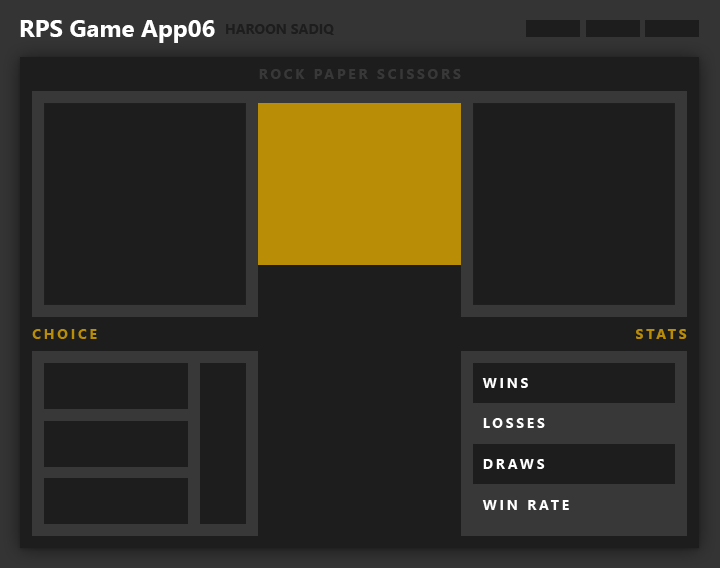 RPS Game App06 HAROON SADIQ
ROCK PAPER SCISSORS
CHOICE
STATS
WINS
LOSSES
DRAWS
WIN RATE